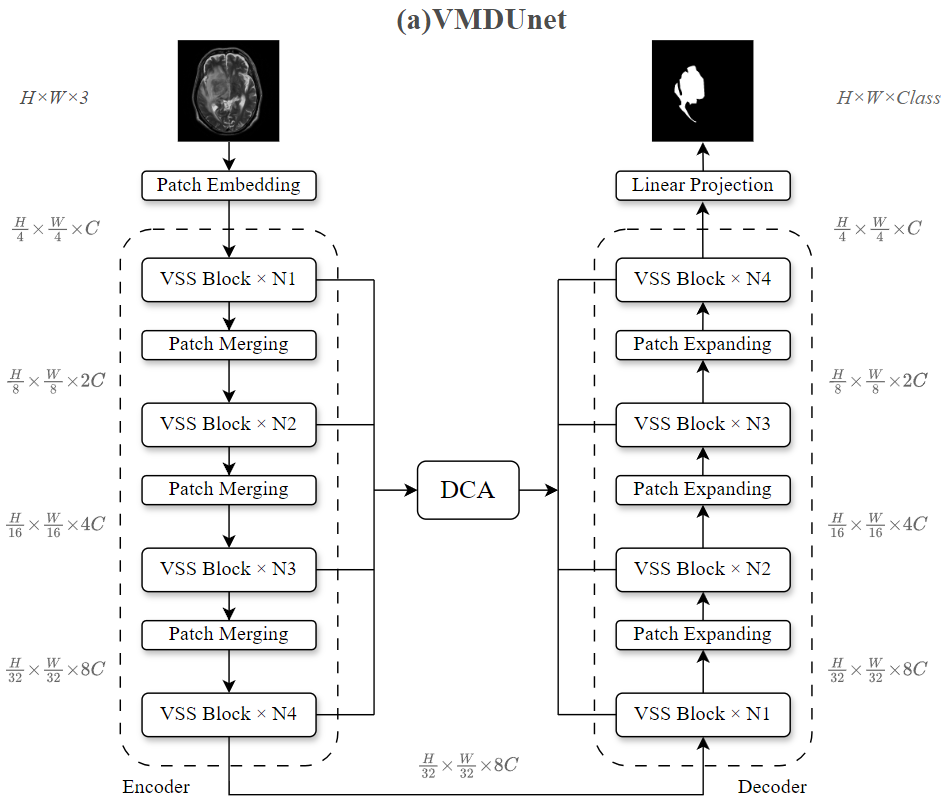 (a)VMDUnet
H×W×3
H×W×Class
Patch Embedding
Linear Projection
H/4 × W/4 × C
H/4 × W/4 × C
VSS Block × N1
VSS Block × N4
Patch Merging
Patch Expanding
H/8 × W/8 × 2C
H/8 × W/8 × 2C
VSS Block × N2
VSS Block × N3
DCA
Patch Merging
Patch Expanding
H/16 × W/16 × 4C
H/16 × W/16 × 4C
VSS Block × N3
VSS Block × N2
Patch Merging
Patch Expanding
H/32 × W/32 × 8C
H/32 × W/32 × 8C
VSS Block × N4
VSS Block × N1
H/32 × W/32 × 8C
Encoder
Decoder